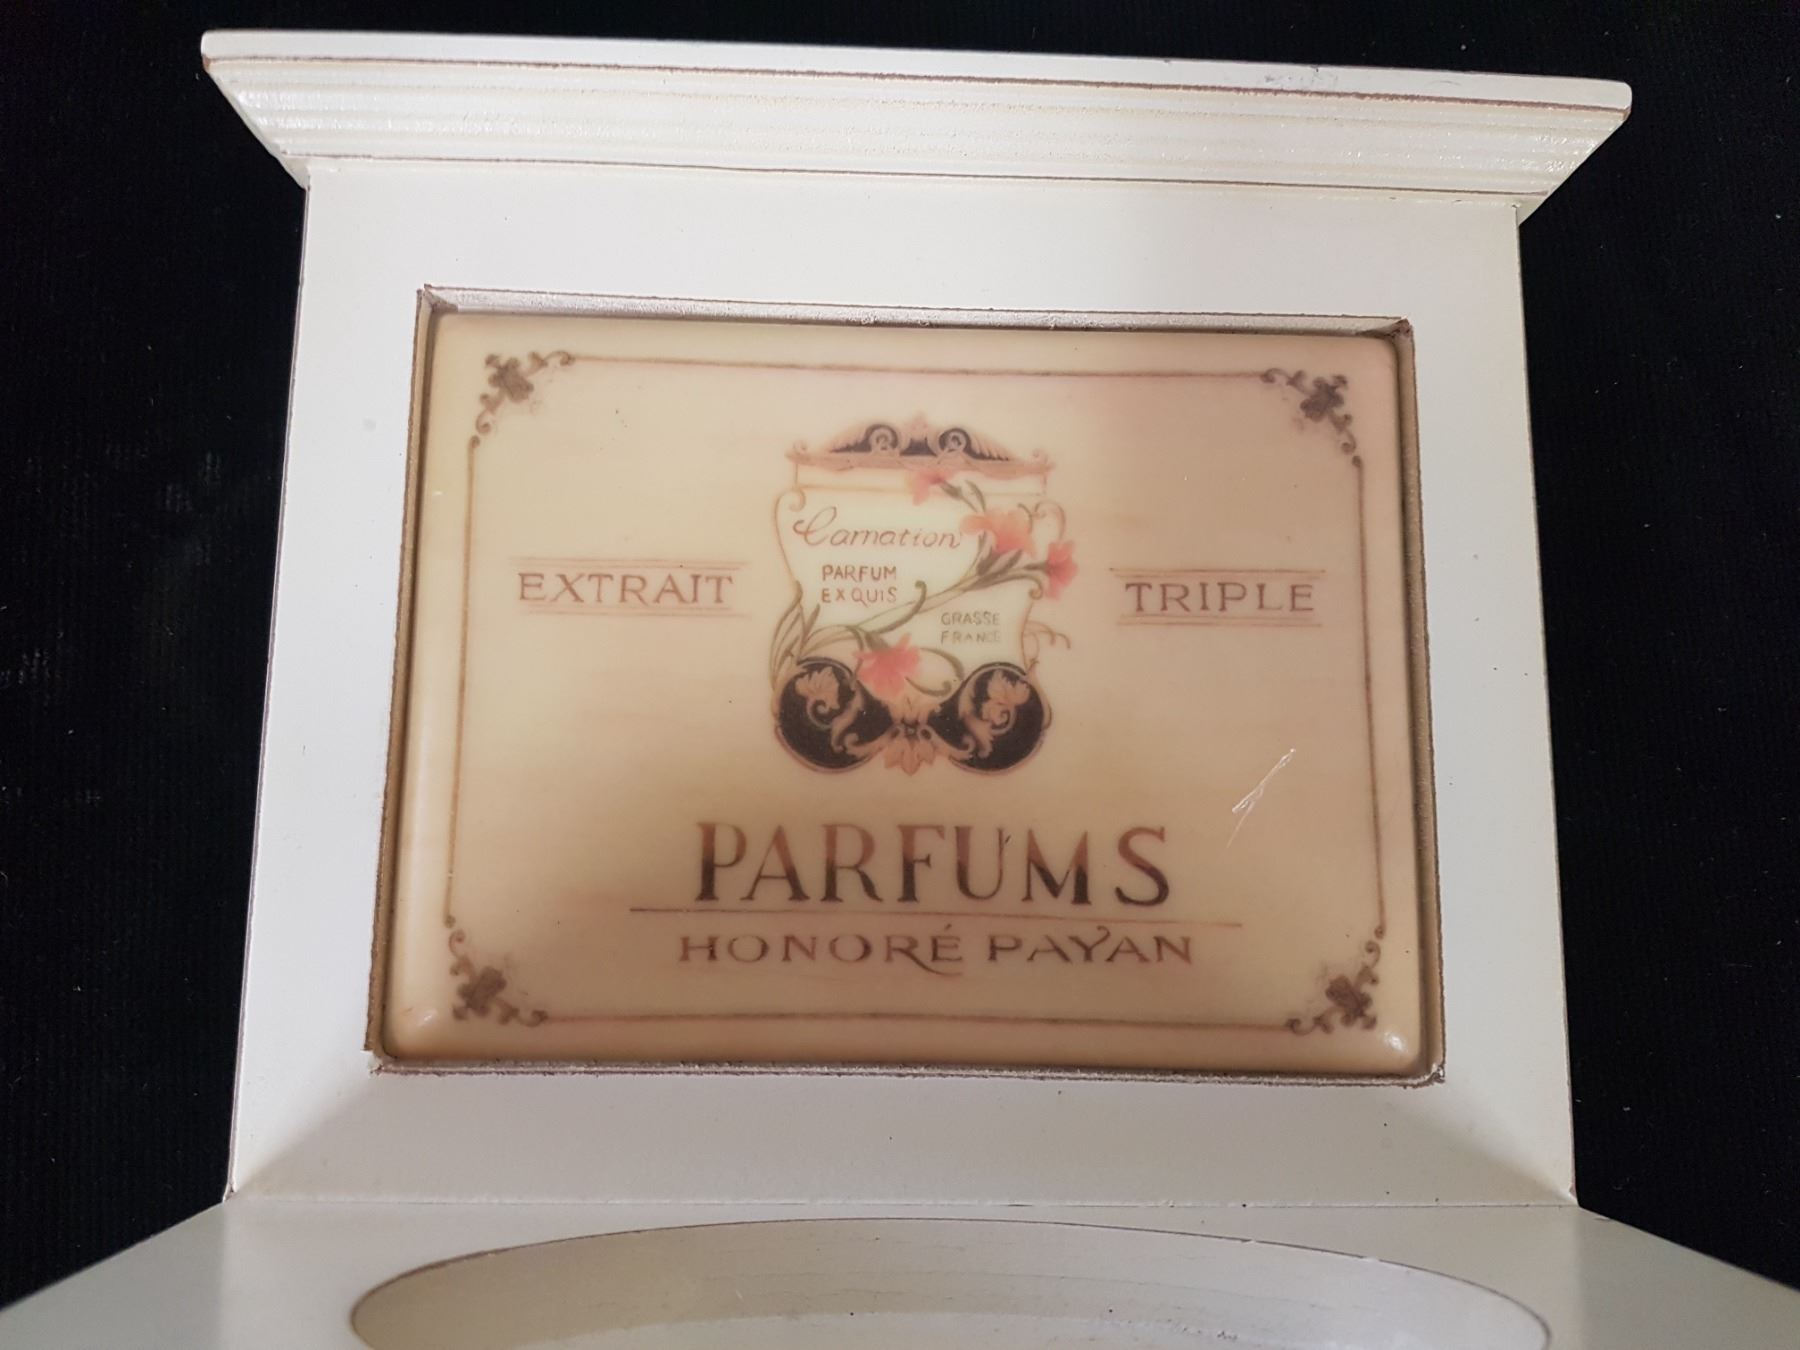 Carnation
PARFUM
EXQUIS
GRASSE
FRANCE
EXTRAIT
TRIPLE
PARFUMS
HONORÉ PAYAN